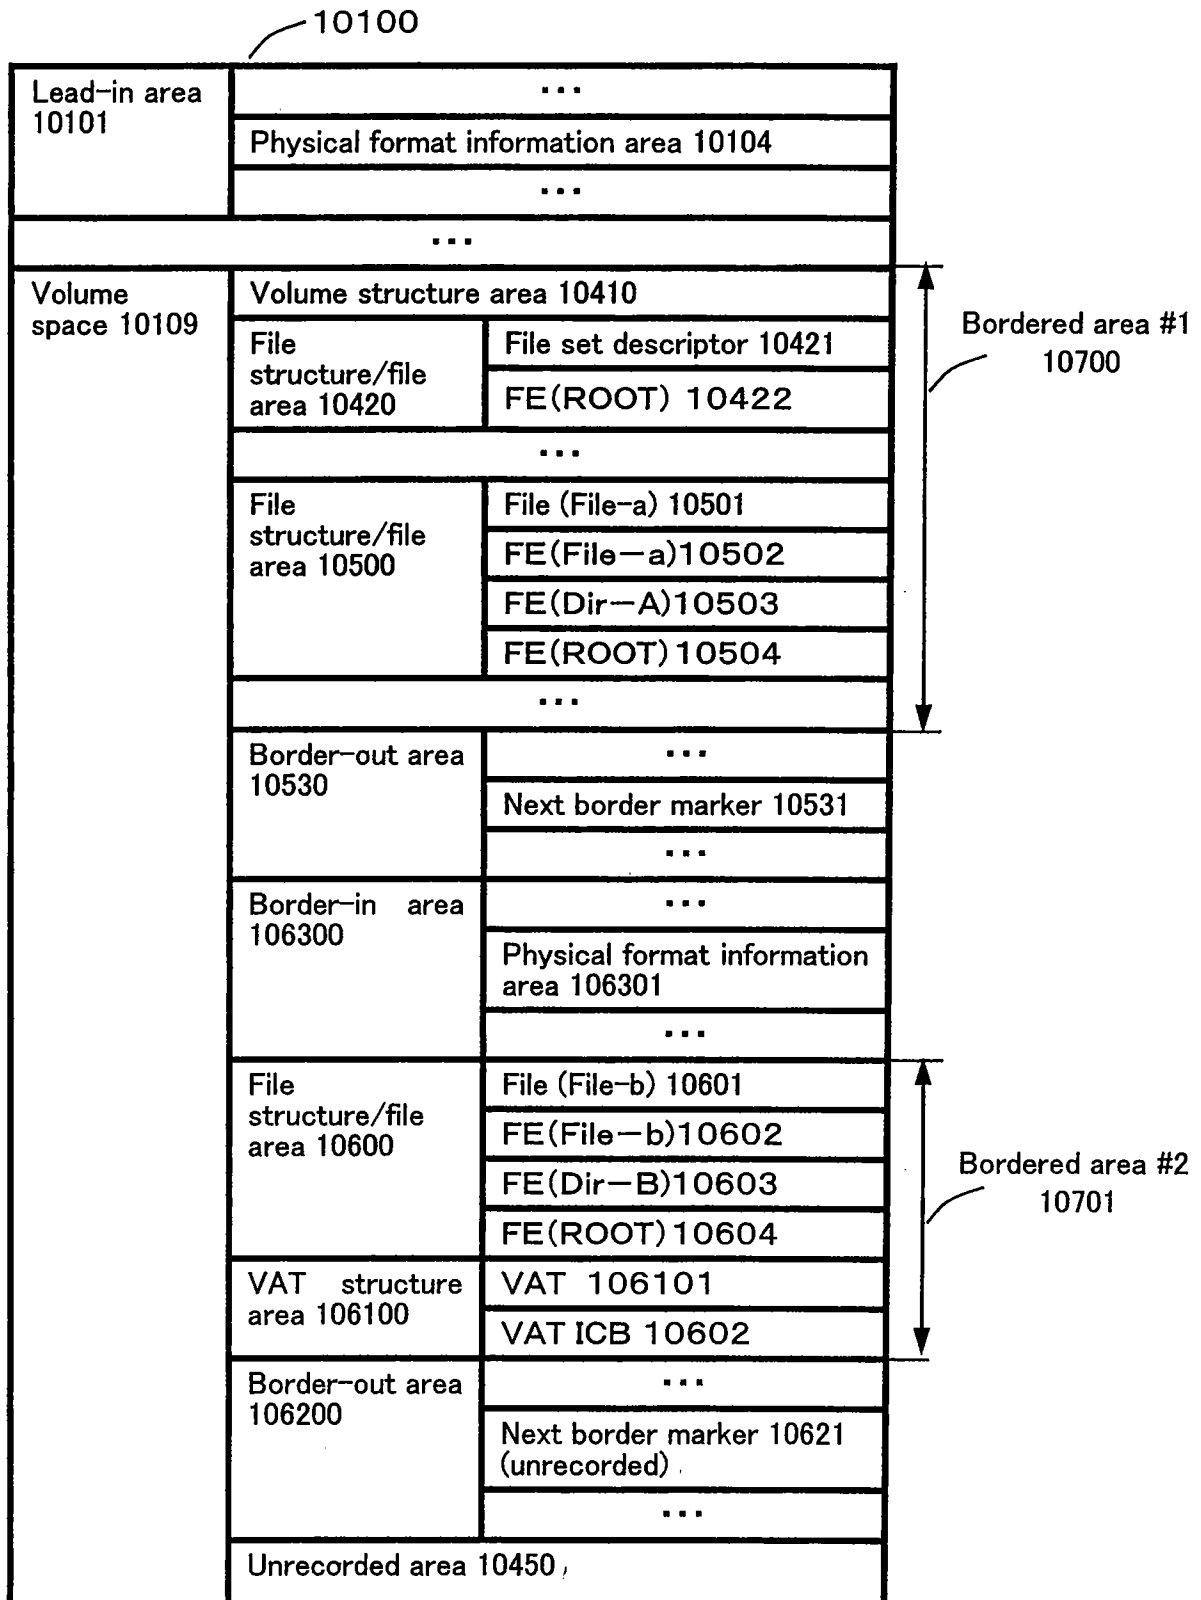 10100
Lead-in area
10101
...
Physical format information area 10104
...
...
Volume
space 10109
Volume structure area 10410
File
structure/file
area 10420
File set descriptor 10421
FE(ROOT) 10422
...
File
structure/file
area 10500
File (File-a) 10501
FE(File-a)10502
FE(Dir-A)10503
FE(ROOT)10504
...
Bordered area #1
10700
Border-out area
10530
...
Next border marker 10531
...
Border-in area
106300
...
Physical format information
area 106301
...
File
structure/file
area 10600
File (File-b) 10601
FE(File-b)10602
FE(Dir-B)10603
FE(ROOT)10604
VAT structure
area 106100
VAT 106101
VAT ICB 10602
Bordered area #2
10701
Border-out area
106200
...
Next border marker 10621
(unrecorded)
...
Unrecorded area 10450